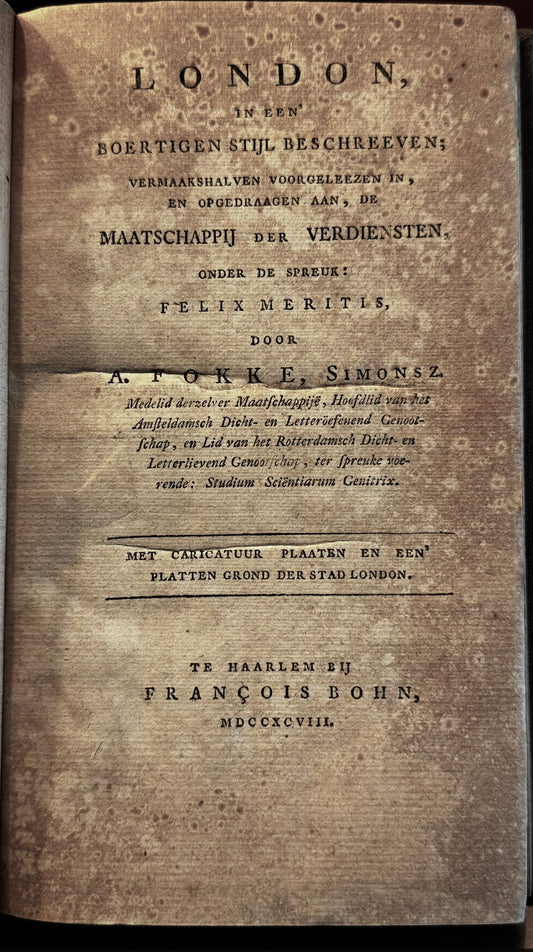 LONDON,
IN EEN'
BOERTIGEN STIJL BESCHREEVEN;
VERMAAKSHALVEN VOORGELEEZEN IN,
EN OPGEDRAAGEN AAN, DE
MAATSCHAPPIJ DER VERDIENSTEN,
ONDER DE SPREUK:
FELIX MERITIS,
DOOR
A. FOKKE, SIMONSZ.
Medelid derzelver Maatſchappijë, Hoofdlid van het
Amſteldamsch Dicht- en Letteröefenend Genoot-
ſchap, en Lid van het Rotterdamsch Dicht- en
Letterlievend Genootſchap, ter ſpreuke voe-
rende: Studium Sciëntiarum Genitrix.
MET CARICATUUR PLAATEN EN EEN'
PLATTEN GROND DER STAD LONDON.
TE HAARLEM BIJ
FRANÇOIS BOHN,
MDCCXCVIII.